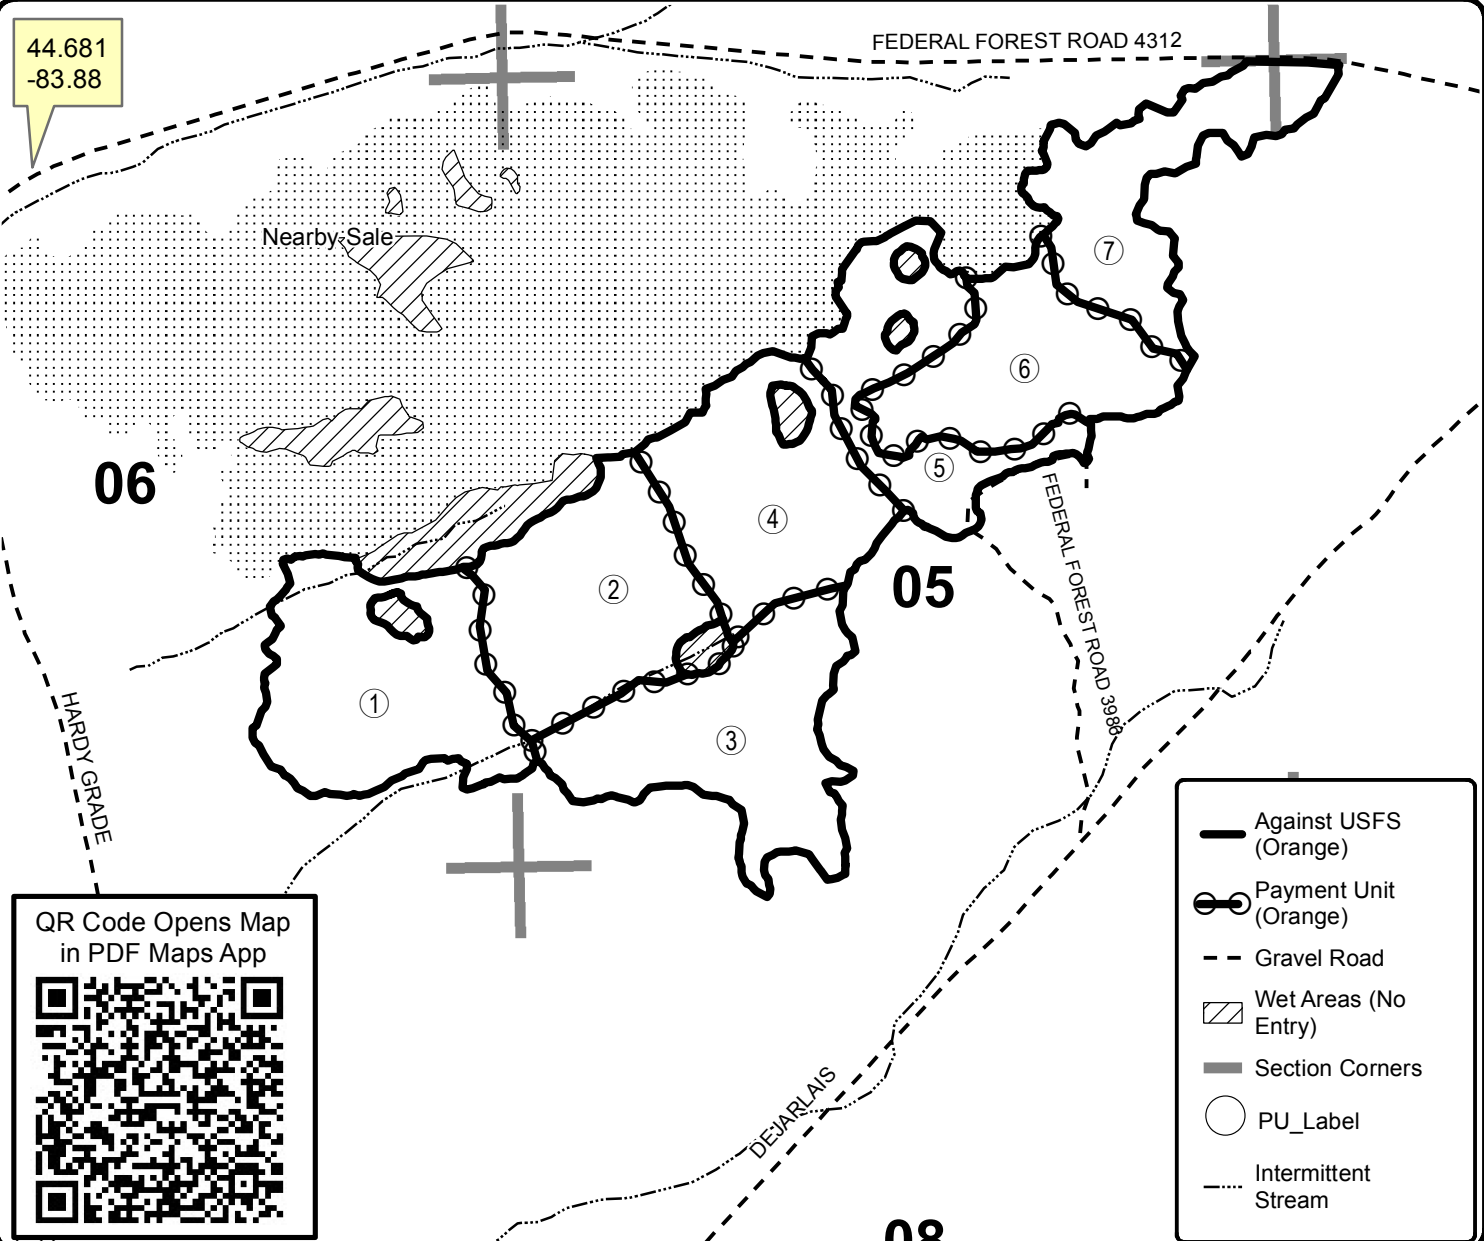 44.681
-83.88
FEDERAL FOREST ROAD 4312
Nearby Sale
7
6
06
5
4
FEDERAL FOREST ROAD 3986
05
2
1
3
HARDY GRADE
Against USFS
(Orange)
Payment Unit
(Orange)
Gravel Road
Wet Areas (No
Entry)
Section Corners
PU_Label
Intermittent
Stream
QR Code Opens Map
in PDF Maps App
DEJARLAIS
08